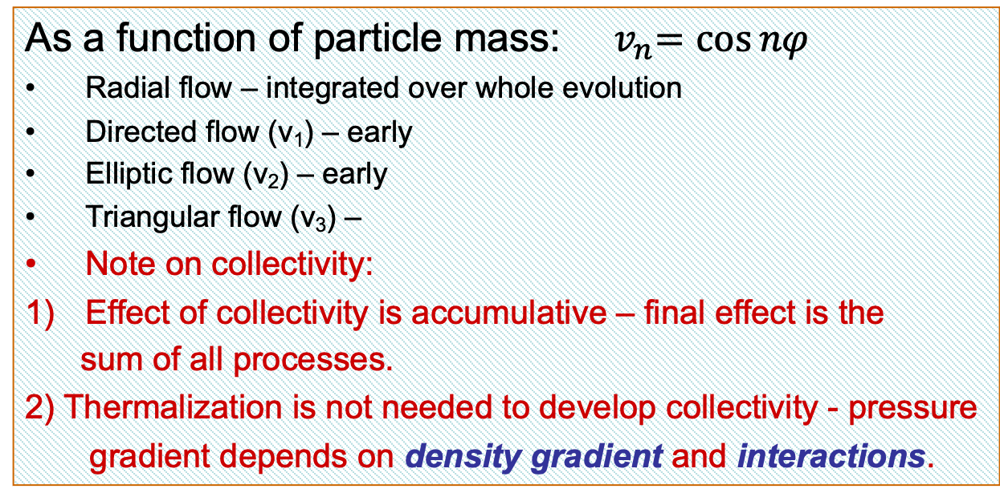 As a function of particle mass: vₙ= cos nφ
• Radial flow – integrated over whole evolution
• Directed flow (v₁) – early
• Elliptic flow (v₂) – early
• Triangular flow (v₃) –
• Note on collectivity:
1) Effect of collectivity is accumulative – final effect is the
sum of all processes.
2) Thermalization is not needed to develop collectivity - pressure
gradient depends on density gradient and interactions.